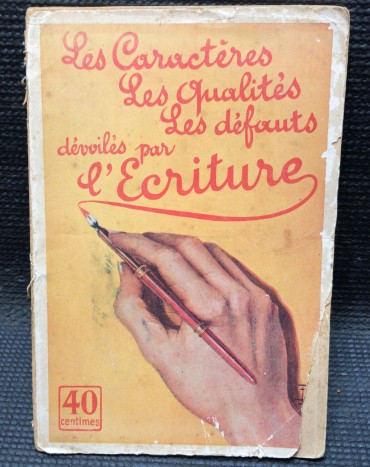 Les Caractères
Les Qualités
Les défauts
dévoilés par
l'Ecriture
40
centimes